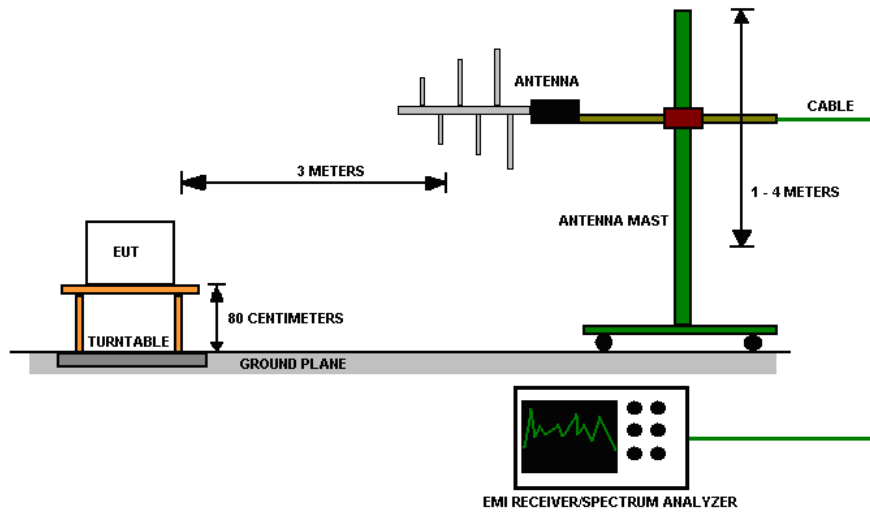 ANTENNA
CABLE
3 METERS
1 - 4 METERS
ANTENNA MAST
EUT
80 CENTIMETERS
TURNTABLE
GROUND PLANE
EMI RECEIVER/SPECTRUM ANALYZER